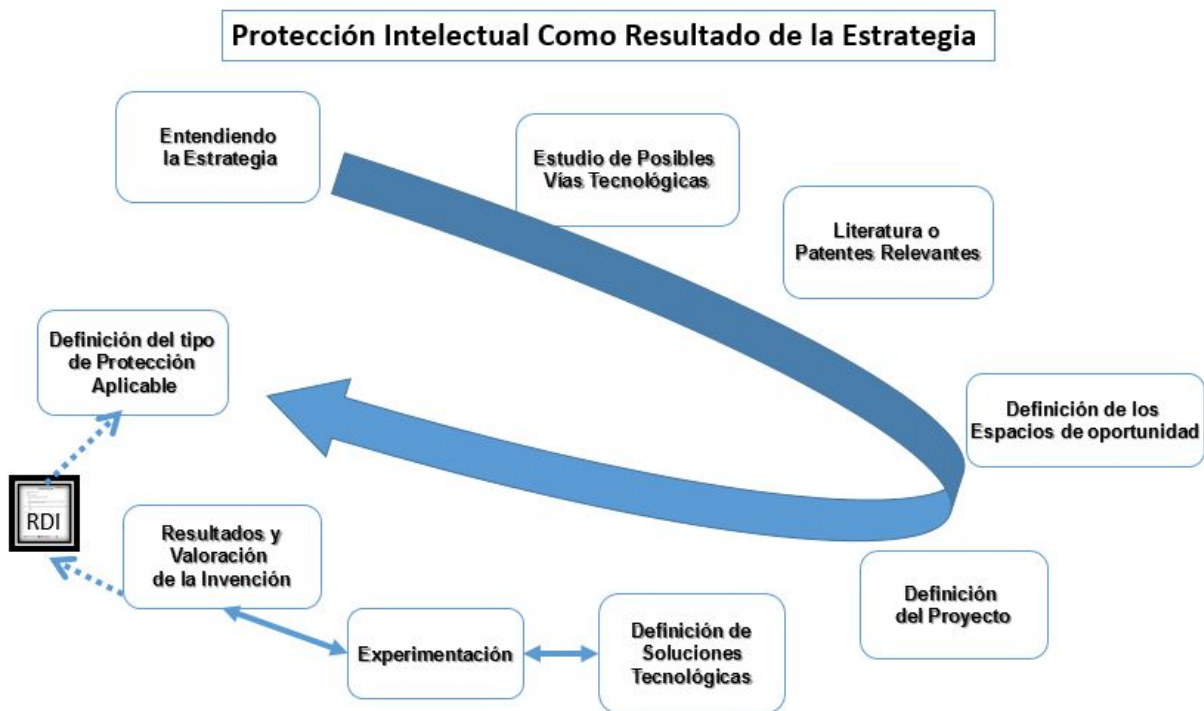 Protección Intelectual Como Resultado de la Estrategia
Entendiendo
la Estrategia
Estudio de Posibles
Vías Tecnológicas
Literatura o
Patentes Relevantes
Definición de los
Espacios de oportunidad
Definición
del Proyecto
Definición de
Soluciones
Tecnológicas
Experimentación
Resultados y
Valoración
de la Invención
RDI
Definición del tipo
de Protección
Aplicable